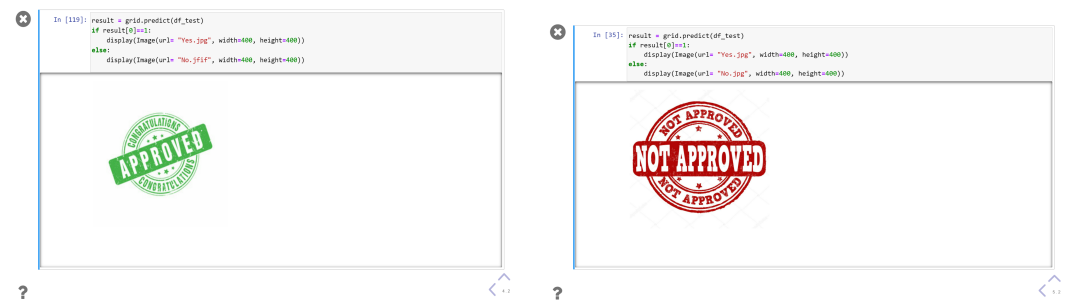 In [119]: result = grid.predict(df_test)
if result[0]==1:
    display(Image(url= "Yes.jpg", width=400, height=400))
else:
    display(Image(url= "No.jfif", width=400, height=400))
CONGRATULATIONS
APPROVED
CONGRATULATIONS
?
4.2
In [35]: result = grid.predict(df_test)
if result[0]==1:
    display(Image(url= "Yes.jpg", width=400, height=400))
else:
    display(Image(url= "No.jpg", width=400, height=400))
NOT APPROVED
NOT APPROVED
NOT APPROVED
?